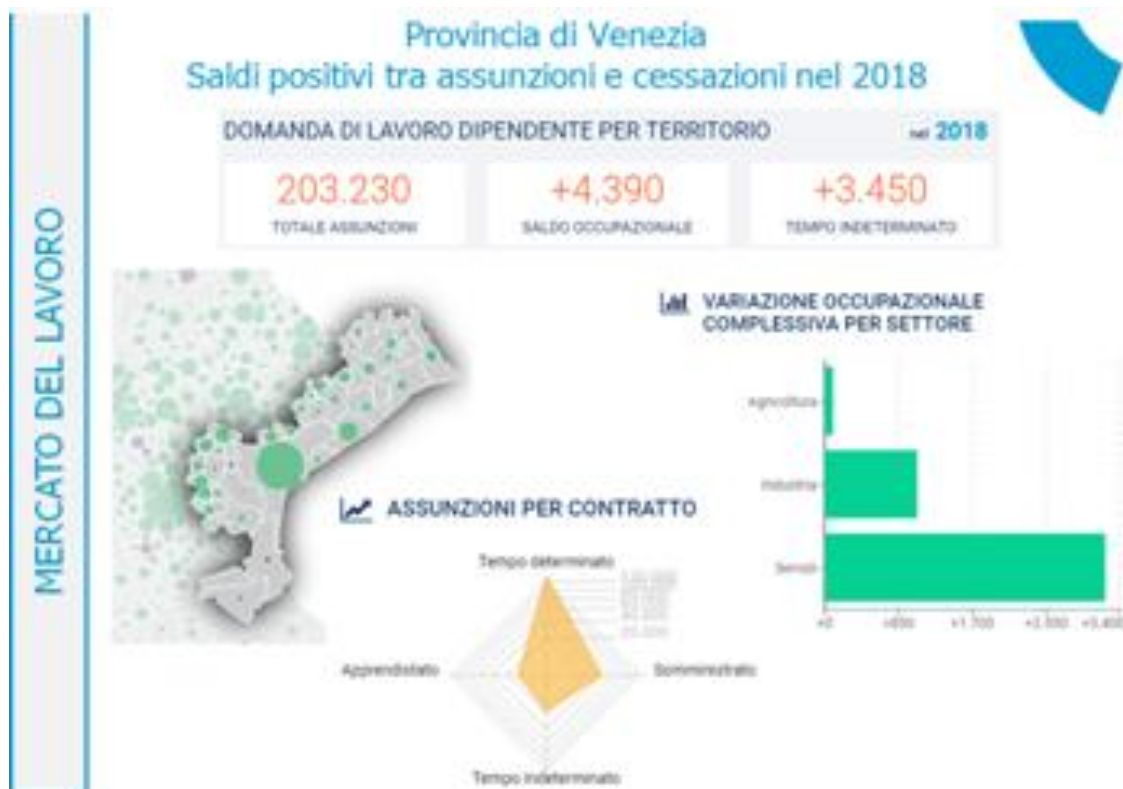 Provincia di Venezia
Saldi positivi tra assunzioni e cessazioni nel 2018
DOMANDA DI LAVORO DIPENDENTE PER TERRITORIO
nel 2018
203.230
+4.390
+3.450
TOTALE ASSUNZIONI
SALDO OCCUPAZIONALE
TEMPO INDETERMINATO
MERCATO DEL LAVORO
VARIAZIONE OCCUPAZIONALE
COMPLESSIVA PER SETTORE
Agricoltura
Industria
Servizi
+0
+1.700
ASSUNZIONI PER CONTRATTO
Tempo determinato
Apprendistato
Somministrato
Tempo indeterminato